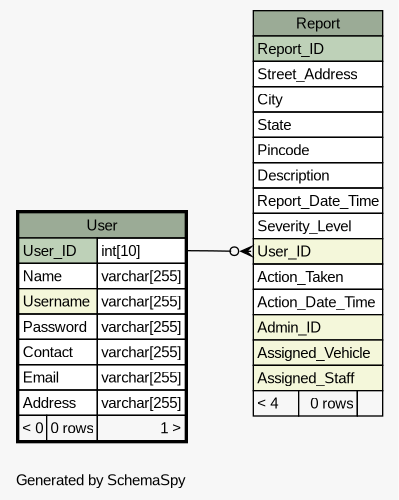 Report
Report_ID
Street_Address
City
State
Pincode
Description
Report_Date_Time
Severity_Level
User_ID
Action_Taken
Action_Date_Time
Admin_ID
Assigned_Vehicle
Assigned_Staff
< 4 0 rows
User
User_ID int[10]
Name varchar[255]
Username varchar[255]
Password varchar[255]
Contact varchar[255]
Email varchar[255]
Address varchar[255]
< 0 0 rows 1 >
Generated by SchemaSpy